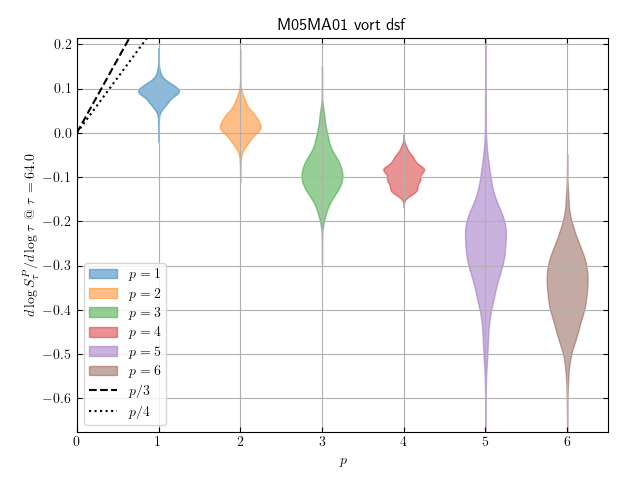 M05MA01 vort dsf
d log S_τ^P / d log τ @ τ = 64.0
0.2
0.1
0.0
−0.1
−0.2
−0.3
−0.4
−0.5
−0.6
p = 1
p = 2
p = 3
p = 4
p = 5
p = 6
p/3
p/4
0 1 2 3 4 5 6
p